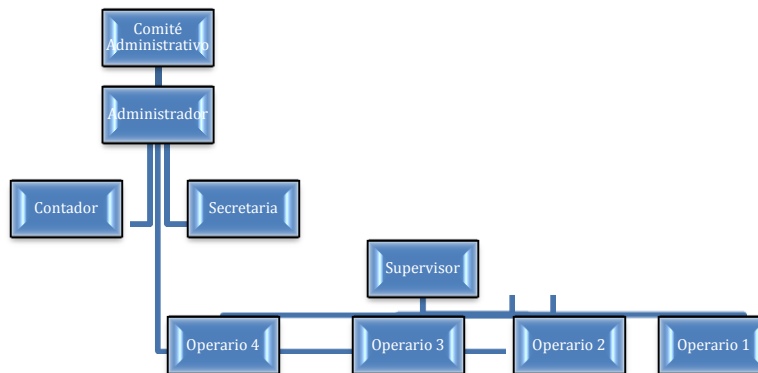 Comité
Administrativo
Administrador
Contador
Secretaria
Supervisor
Operario 4
Operario 3
Operario 2
Operario 1